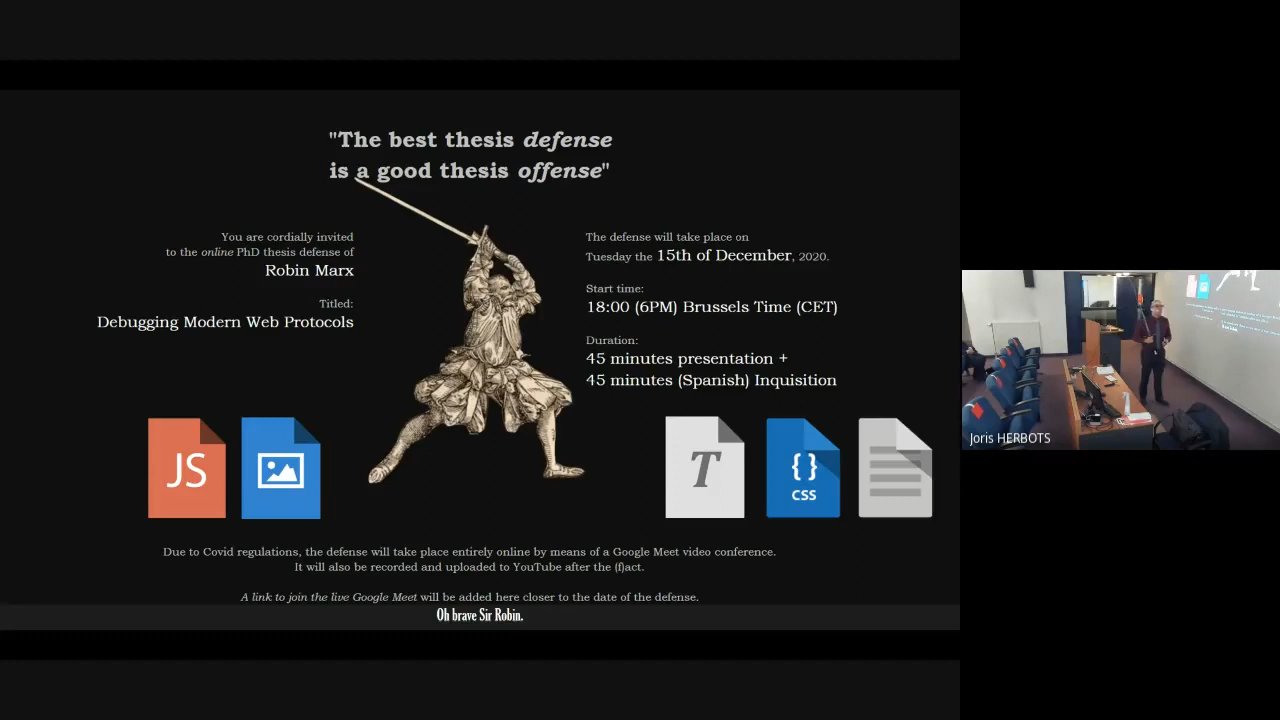 "The best thesis defense
is a good thesis offense"
You are cordially invited
to the online PhD thesis defense of
Robin Marx
Titled:
Debugging Modern Web Protocols
The defense will take place on
Tuesday the 15th of December, 2020.
Start time:
18:00 (6PM) Brussels Time (CET)
Duration:
45 minutes presentation +
45 minutes (Spanish) Inquisition
JS
T
{ }
CSS
Due to Covid regulations, the defense will take place entirely online by means of a Google Meet video conference.
It will also be recorded and uploaded to YouTube after the (f)act.
A link to join the live Google Meet will be added here closer to the date of the defense.
Oh brave Sir Robin.
Joris HERBOTS